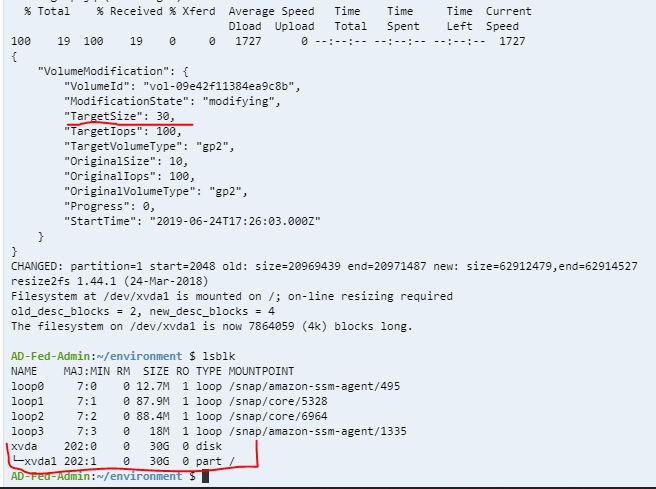 % Total % Received % Xferd Average Speed Time Time Time Current
Dload Upload Total Spent Left Speed
100 19 100 19 0 0 1727 0 --:--:-- --:--:-- --:--:-- 1727
{
"VolumeModification": {
"VolumeId": "vol-09e42f11384ea9c8b",
"ModificationState": "modifying",
"TargetSize": 30,
"TargetIops": 100,
"TargetVolumeType": "gp2",
"OriginalSize": 10,
"OriginalIops": 100,
"OriginalVolumeType": "gp2",
"Progress": 0,
"StartTime": "2019-06-24T17:26:03.000Z"
}
}
CHANGED: partition=1 start=2048 old: size=20969439 end=20971487 new: size=62912479,end=62914527
resize2fs 1.44.1 (24-Mar-2018)
Filesystem at /dev/xvda1 is mounted on /; on-line resizing required
old_desc_blocks = 2, new_desc_blocks = 4
The filesystem on /dev/xvda1 is now 7864059 (4k) blocks long.
AD-Fed-Admin:~/environment $ lsblk
NAME MAJ:MIN RM SIZE RO TYPE MOUNTPOINT
loop0 7:0 0 12.7M 1 loop /snap/amazon-ssm-agent/495
loop1 7:1 0 87.9M 1 loop /snap/core/5328
loop2 7:2 0 88.4M 1 loop /snap/core/6964
loop3 7:3 0 18M 1 loop /snap/amazon-ssm-agent/1335
xvda 202:0 0 30G 0 disk
└─xvda1 202:1 0 30G 0 part /
AD-Fed-Admin:~/environment $